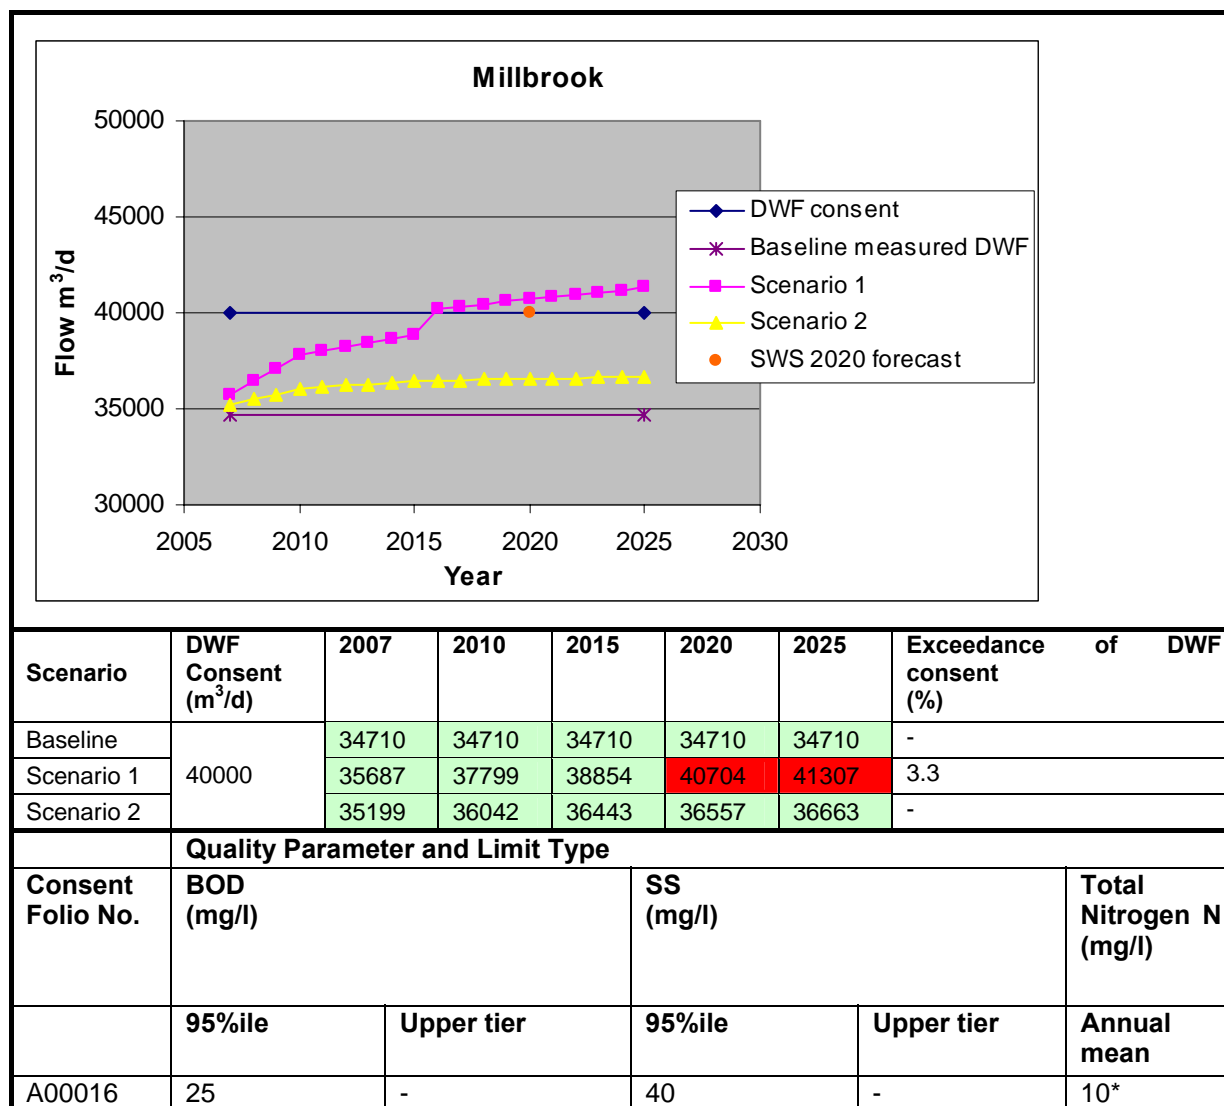 Millbrook
50000
45000
40000
35000
30000
Flow m3/d
2005 2010 2015 2020 2025 2030
Year
DWF consent
Baseline measured DWF
Scenario 1
Scenario 2
SWS 2020 forecast
Scenario DWF Consent (m3/d) 2007 2010 2015 2020 2025 Exceedance of DWF consent (%)
Baseline 40000 34710 34710 34710 34710 34710 -
Scenario 1 35687 37799 38854 40704 41307 3.3
Scenario 2 35199 36042 36443 36557 36663 -
Quality Parameter and Limit Type
Consent Folio No. BOD (mg/l) SS (mg/l) Total Nitrogen N (mg/l)
95%ile Upper tier 95%ile Upper tier Annual mean
A00016 25 - 40 - 10*